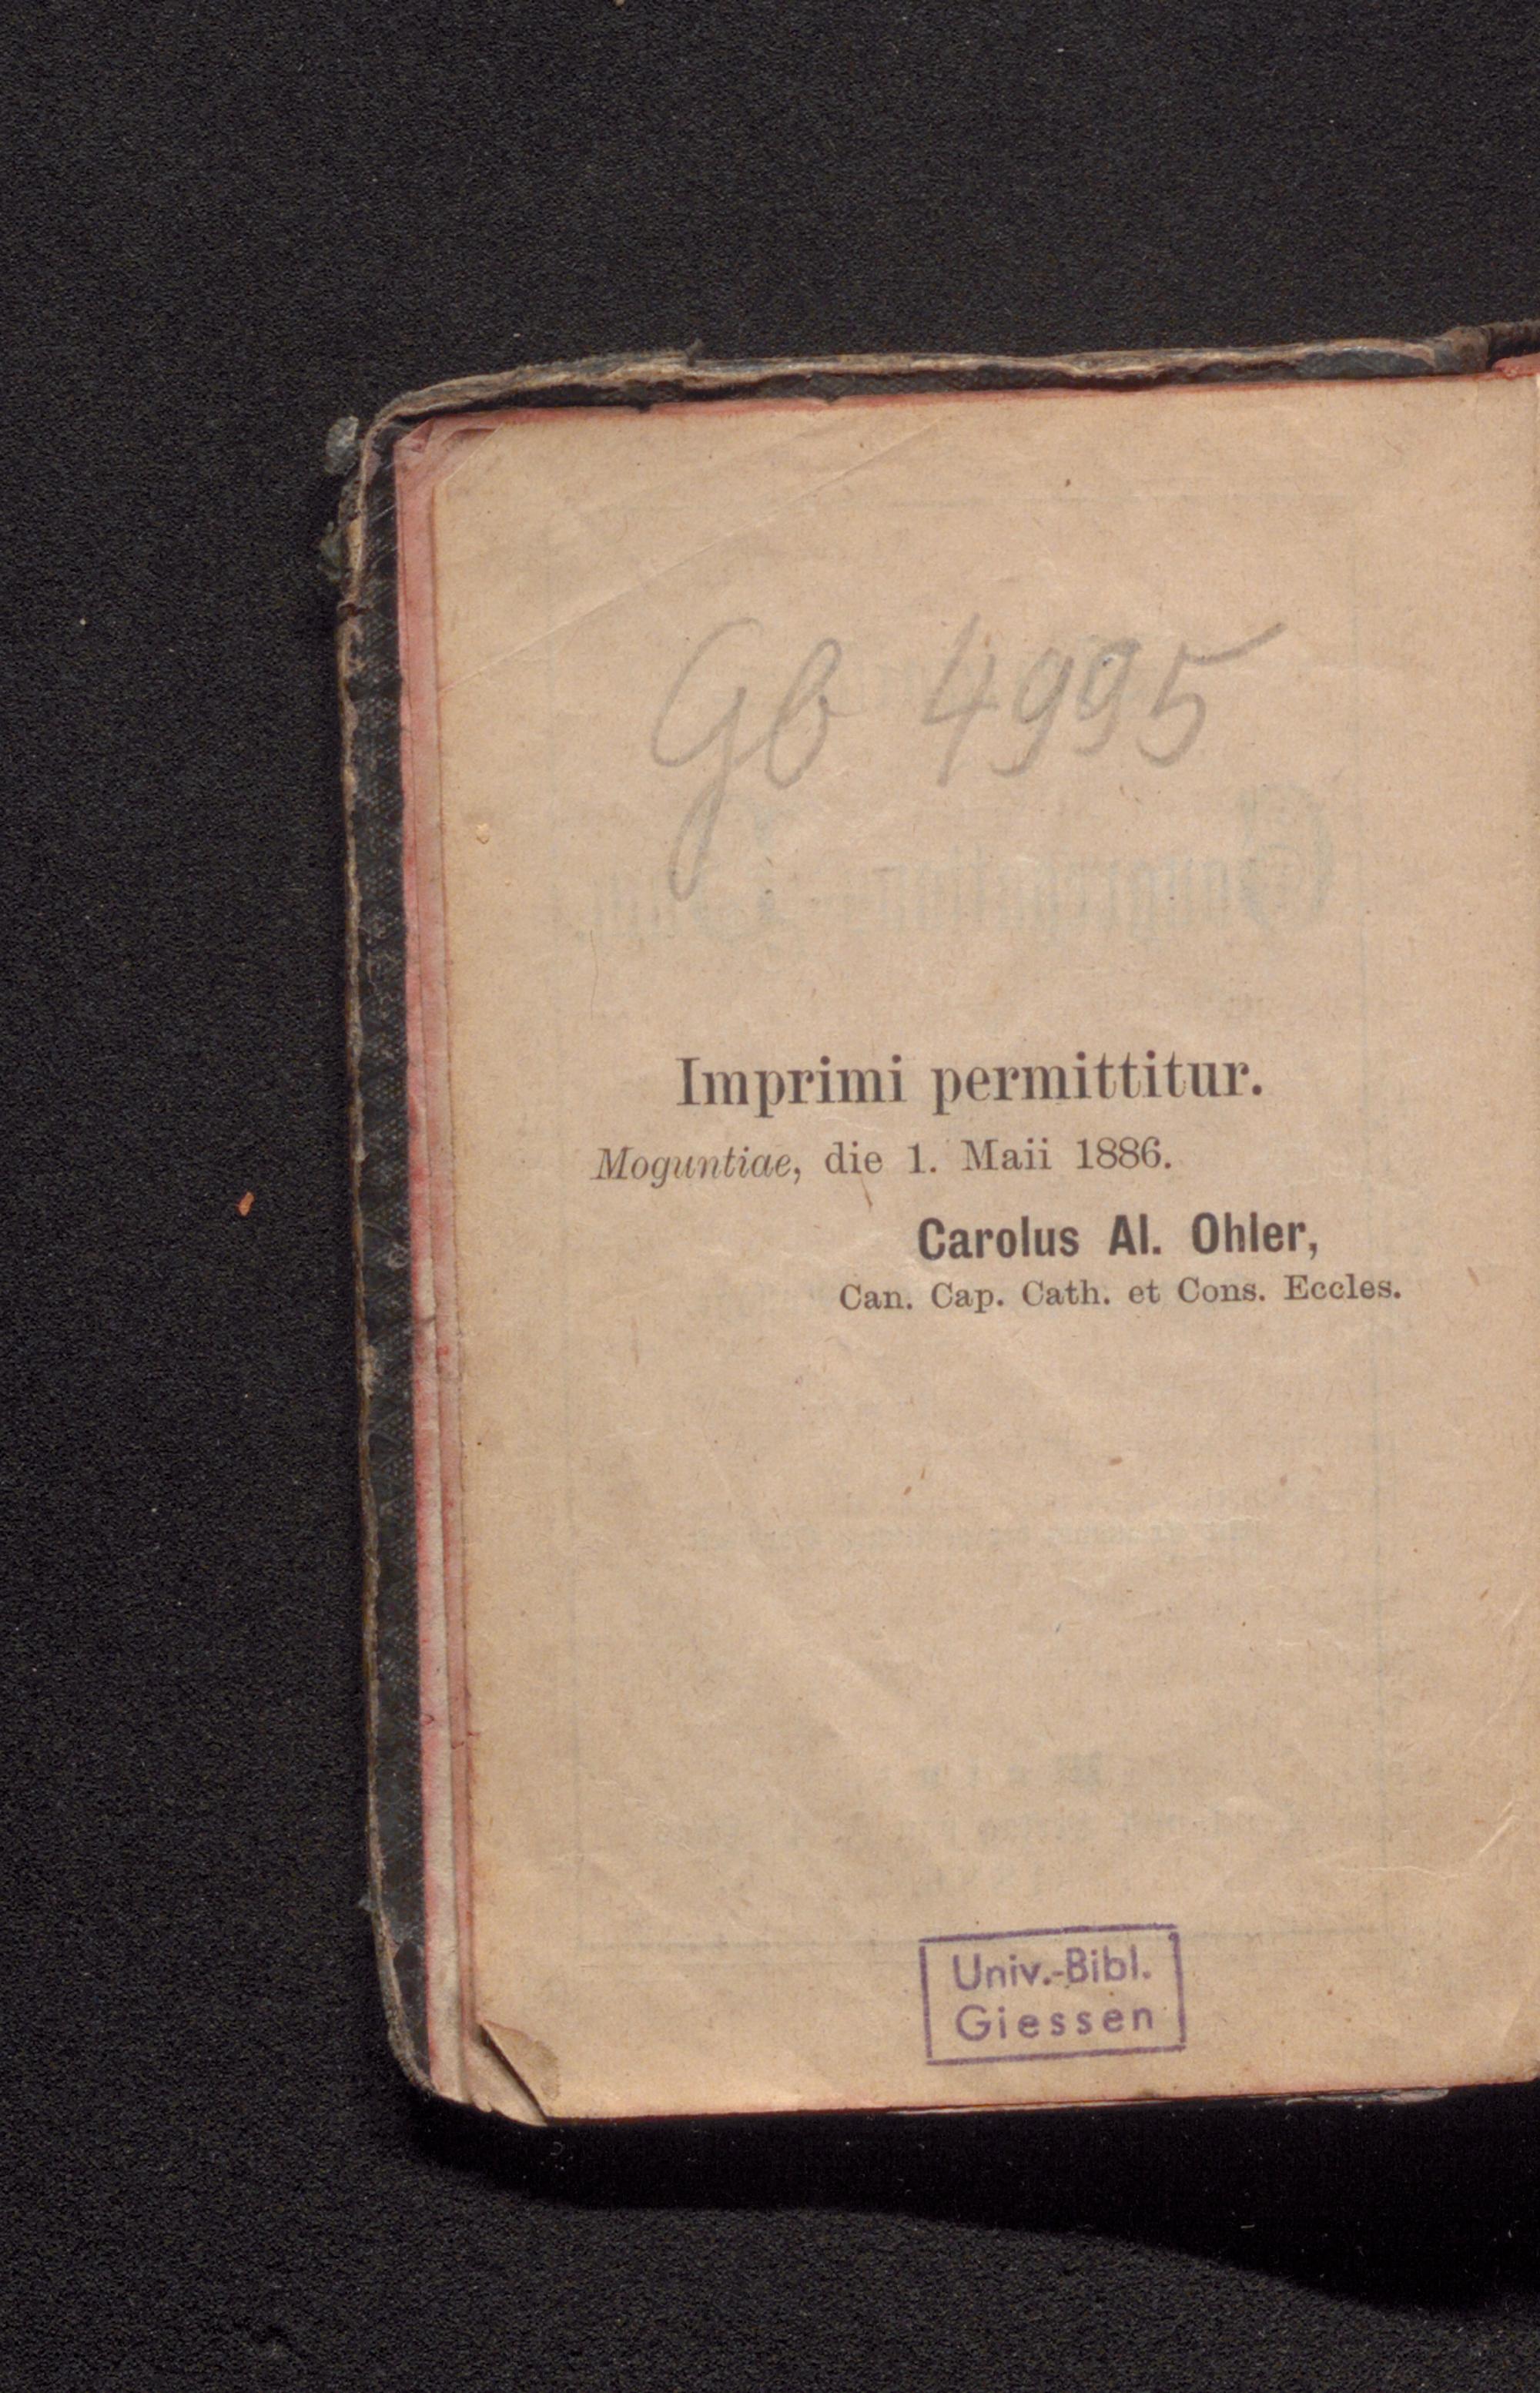 Gb 4995
Imprimi permittitur.
Moguntiae, die 1. Maii 1886.
Carolus Al. Ohler,
Can. Cap. Cath. et Cons. Eccles.
Univ.-Bibl.
Giessen